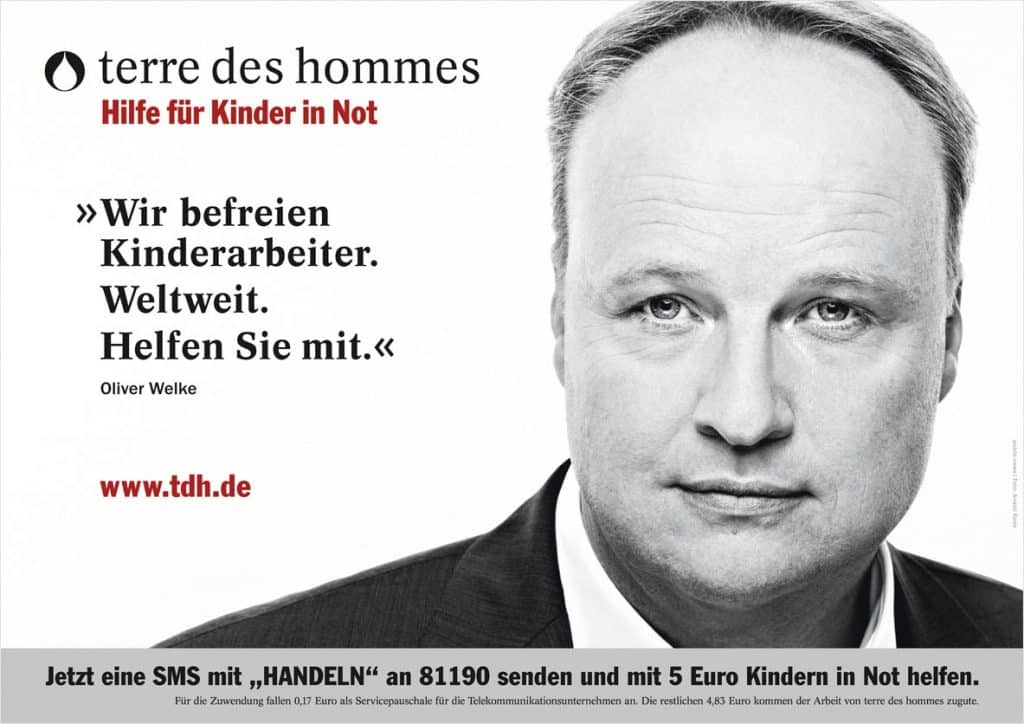 terre des hommes
Hilfe für Kinder in Not
»Wir befreien
Kinderarbeiter.
Weltweit.
Helfen Sie mit.«
Oliver Welke
www.tdh.de
Jetzt eine SMS mit „HANDELN“ an 81190 senden und mit 5 Euro Kindern in Not helfen.
Für die Zuwendung fallen 0,17 Euro als Servicepauschale für die Telekommunikationsunternehmen an. Die restlichen 4,83 Euro kommen der Arbeit von terre des hommes zugute.